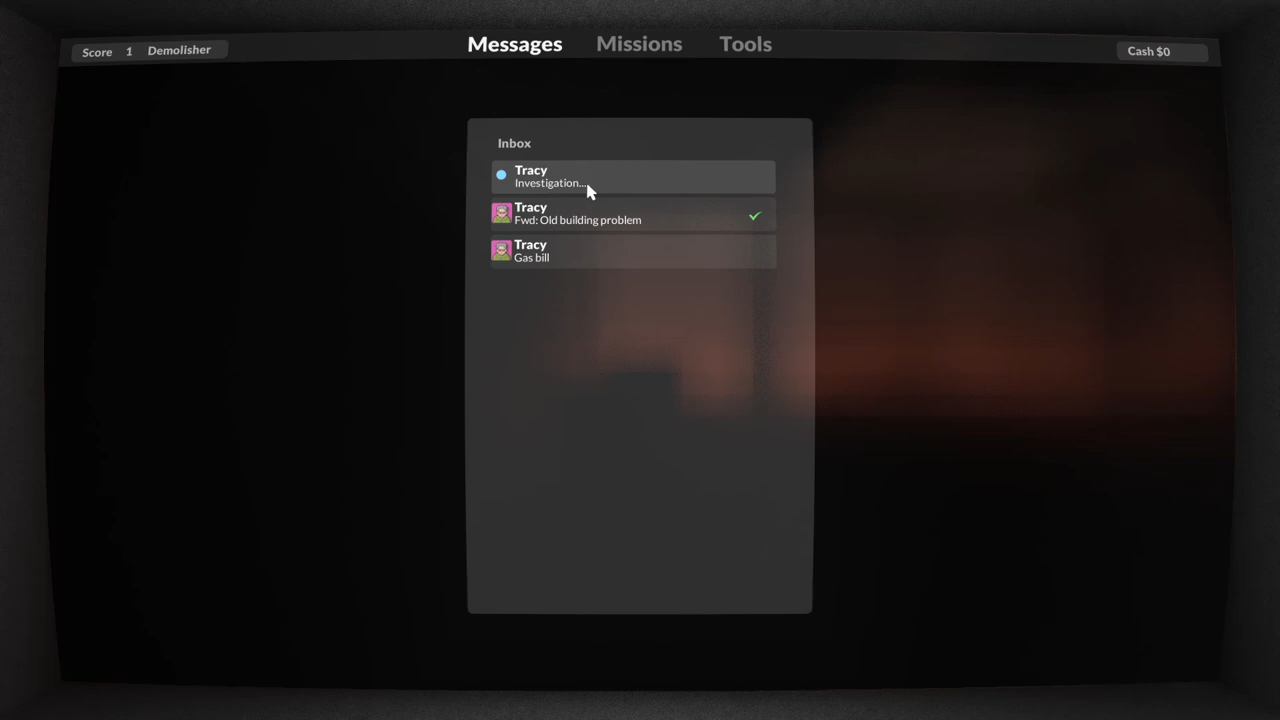 Score 1 Demolisher
Messages Missions Tools
Cash $0
Inbox
Tracy
Investigation...
Tracy
Fwd: Old building problem
Tracy
Gas bill